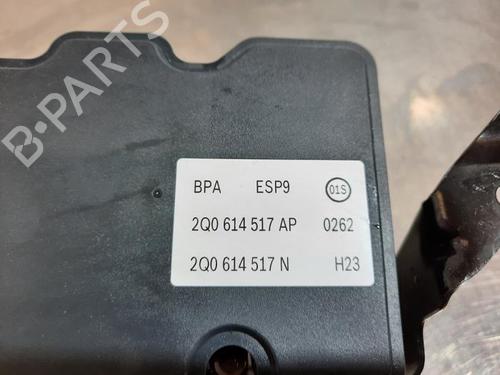 B-PARTS
BPA ESP9 01S
2Q0 614 517 AP 0262
2Q0 614 517 N H23